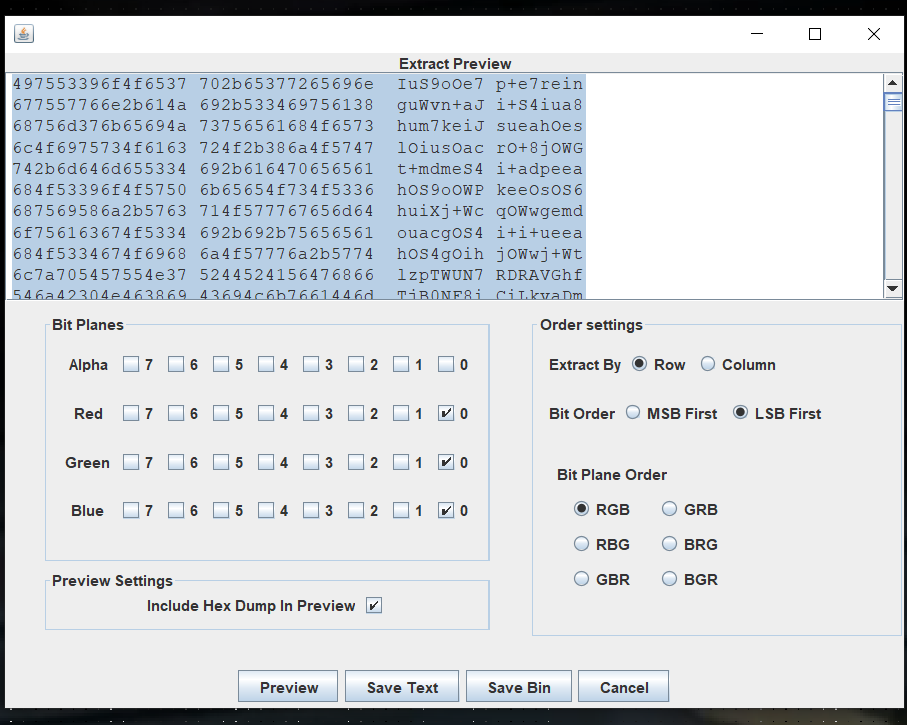 Extract Preview
497553396f4f6537 702b65377265696e IuS9oOe7 p+e7rein
677557766e2b614a 692b533469756138 guWvn+aJ i+S4iua8
68756d376b65694a 73756561684f6573 hum7keiJ sueahOes
6c4f6975734f6163 724f2b386a4f5747 lOiusOac rO+8jOWG
742b6d646d655334 692b616470656561 t+mdmeS4 i+adpeea
684f53396f4f5750 6b65654f734f5336 hOS9oOWP keeOsOS6
687569586a2b5763 714f577767656d64 huiXj+Wc qOWwgemd
6f756163674f5334 692b692b75656561 ouacgOS4 i+i+ueea
684f5334674f6968 6a4f57776a2b5774 hOS4gOih jOWwj+Wt
6c7a705457554e37 5244524156476866 lzpTWUN7 RDRAVGhf
546a42304e463869 43694c6b7661446d TjB0NF8i CiLkvaDm
Bit Planes
Alpha 7 6 5 4 3 2 1 0
Red 7 6 5 4 3 2 1 0
Green 7 6 5 4 3 2 1 0
Blue 7 6 5 4 3 2 1 0
Preview Settings
Include Hex Dump In Preview
Order settings
Extract By Row Column
Bit Order MSB First LSB First
Bit Plane Order
RGB GRB
RBG BRG
GBR BGR
Preview Save Text Save Bin Cancel